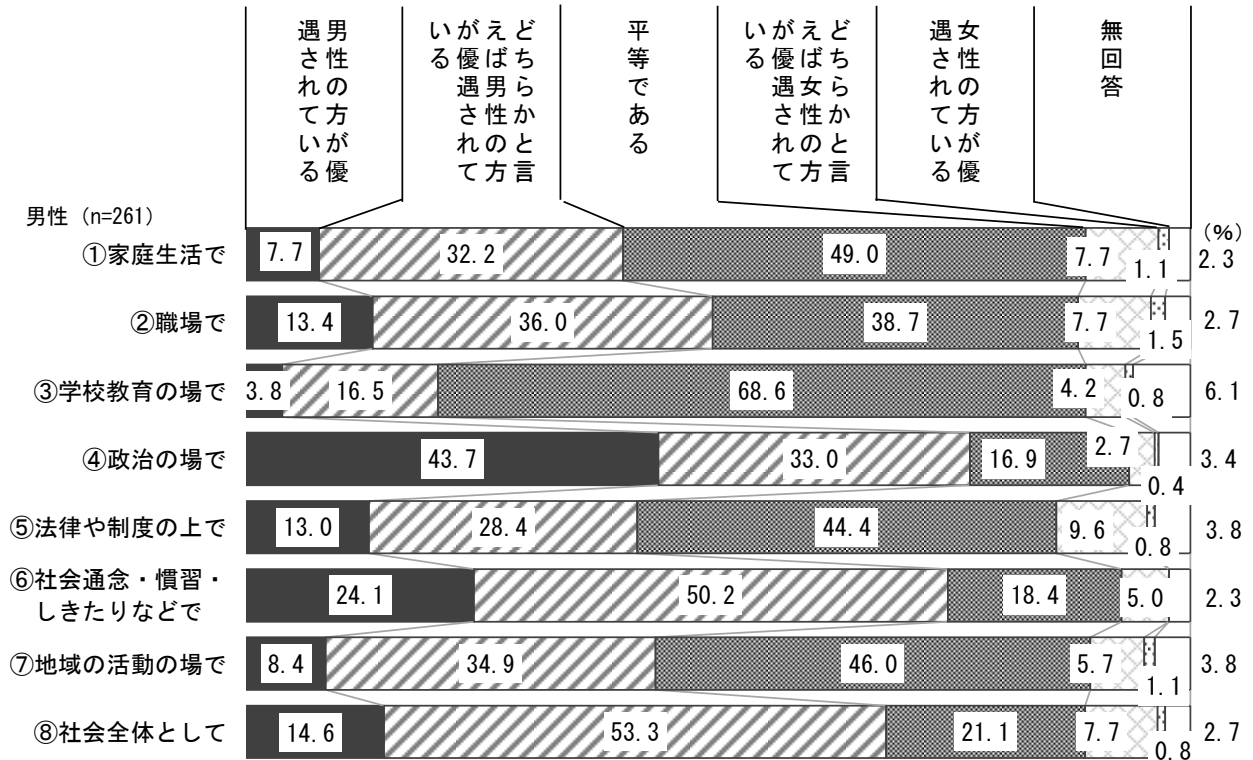 男性の方が優
遇されている
どちらかと言
えば男性の方
が優遇されて
いる
平等である
どちらかと言
えば女性の方
が優遇されて
いる
女性の方が優
遇されている
無回答
男性（n=261）
(%)
①家庭生活で 7.7 32.2 49.0 7.7 1.1 2.3
②職場で 13.4 36.0 38.7 7.7 1.5 2.7
③学校教育の場で 3.8 16.5 68.6 4.2 0.8 6.1
④政治の場で 43.7 33.0 16.9 2.7 0.4 3.4
⑤法律や制度の上で 13.0 28.4 44.4 9.6 0.8 3.8
⑥社会通念・慣習・
しきたりなどで 24.1 50.2 18.4 5.0 2.3
⑦地域の活動の場で 8.4 34.9 46.0 5.7 1.1 3.8
⑧社会全体として 14.6 53.3 21.1 7.7 0.8 2.7